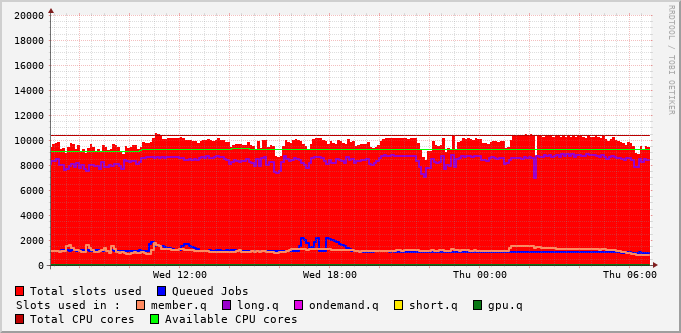 20000
18000
16000
14000
12000
10000
8000
6000
4000
2000
0
Wed 12:00 Wed 18:00 Thu 00:00 Thu 06:00
Total slots used Queued Jobs
Slots used in : member.q long.q ondemand.q short.q gpu.q
Total CPU cores Available CPU cores
RRDTOOL / TOBI OETIKER